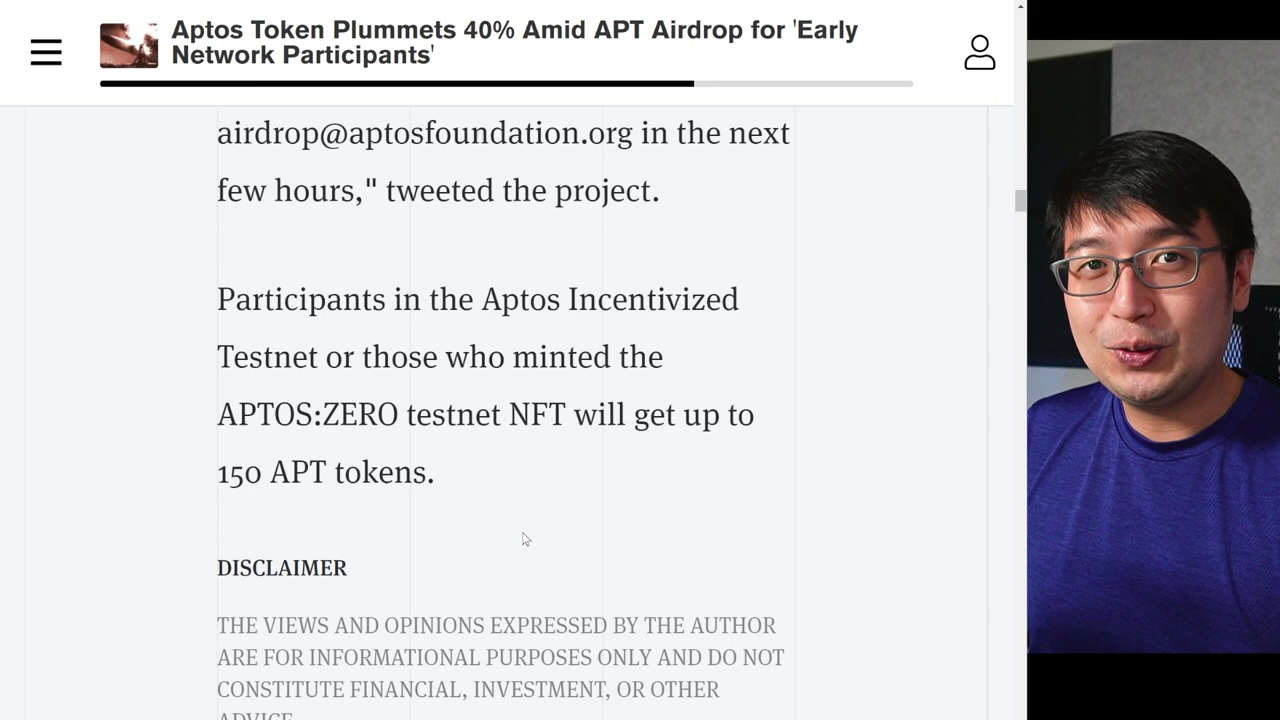 Aptos Token Plummets 40% Amid APT Airdrop for 'Early
Network Participants'
airdrop@aptosfoundation.org in the next
few hours," tweeted the project.
Participants in the Aptos Incentivized
Testnet or those who minted the
APTOS:ZERO testnet NFT will get up to
150 APT tokens.
DISCLAIMER
THE VIEWS AND OPINIONS EXPRESSED BY THE AUTHOR
ARE FOR INFORMATIONAL PURPOSES ONLY AND DO NOT
CONSTITUTE FINANCIAL, INVESTMENT, OR OTHER
ADVICE